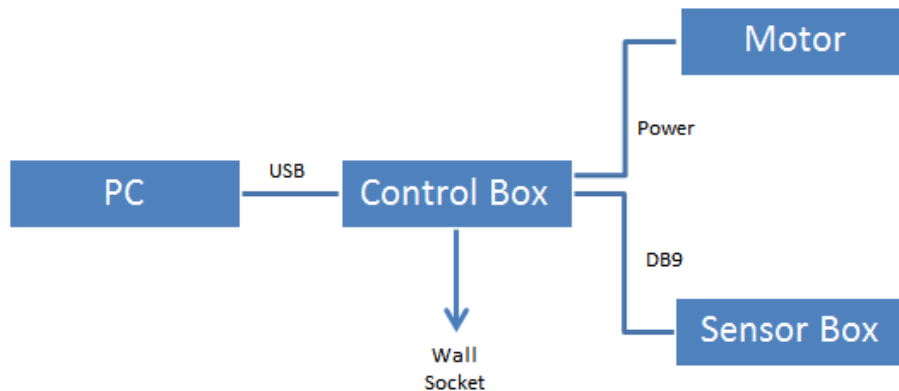 Motor
Power
USB
PC
Control Box
DB9
Sensor Box
Wall
Socket